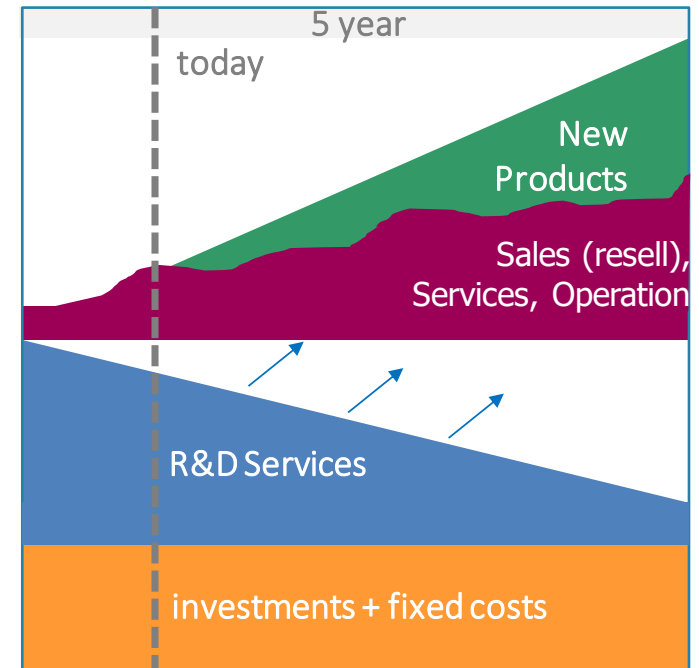 5 year
today
New
Products
Sales (resell),
Services, Operation
R&D Services
investments + fixed costs